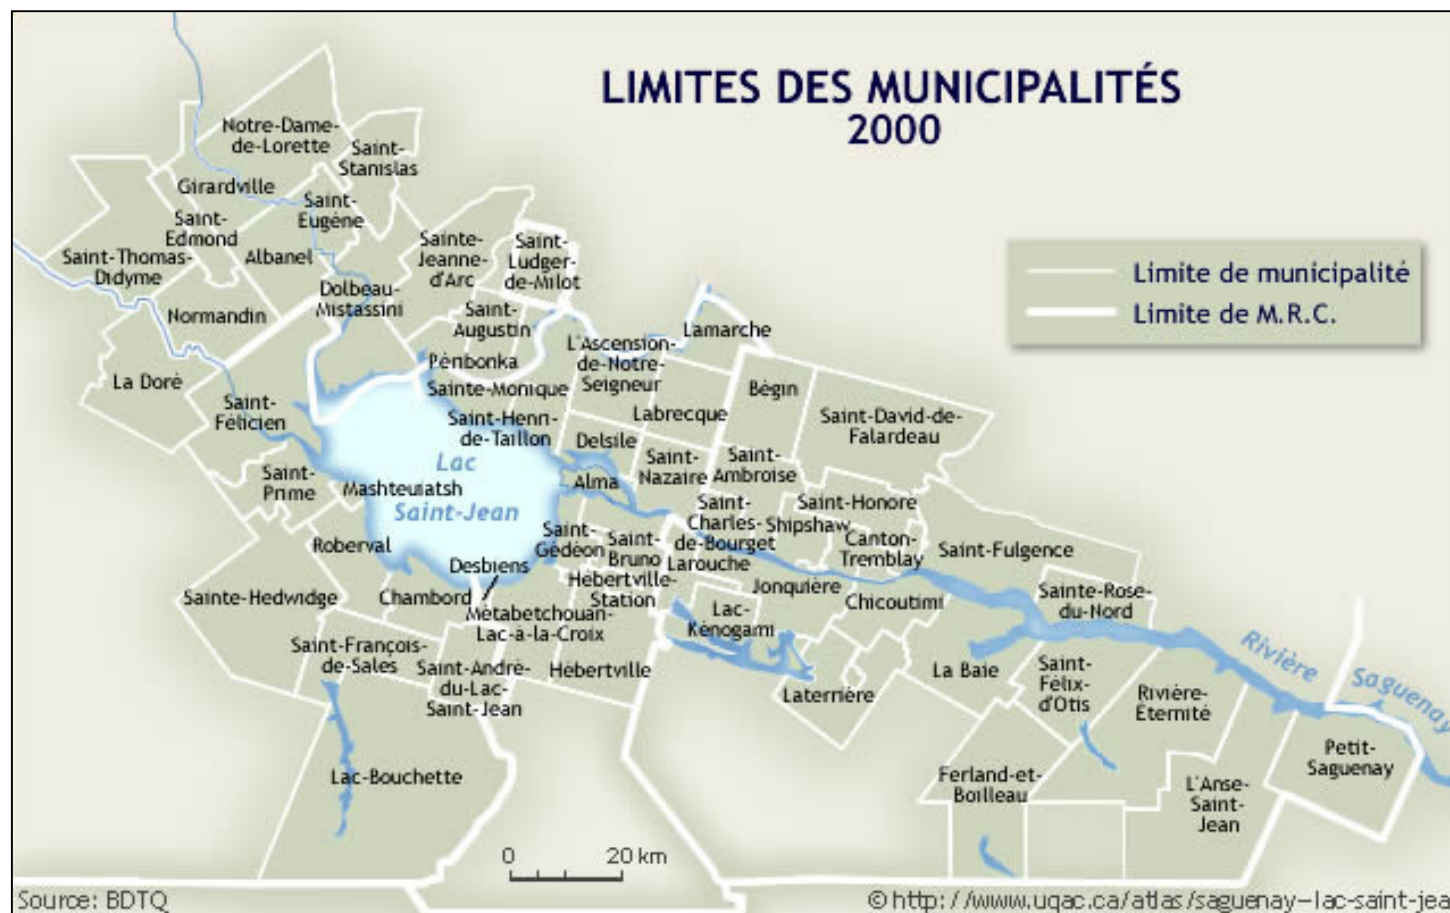 LIMITES DES MUNICIPALITÉS
2000
Limite de municipalité
Limite de M.R.C.
Notre-Dame-
de-Lorette
Saint-
Stanislas
Girardville
Saint-
Eugène
Saint-
Edmond
Albanel
Saint-Thomas-
Didyme
Sainte-
Jeanne-
d'Arc
Saint-
Ludger-
de-Milot
Dolbeau-
Mistassini
Normandin
Saint-
Augustin
Lamarche
L'Ascension-
de-Notre-
Seigneur
Péribonka
La Doré
Sainte-Monique
Bégin
Saint-
Félicien
Labrecque
Saint-David-de-
Falardeau
Saint-Henri-
de-Taillon
Delsile
Lac
Saint-Jean
Saint-
Nazaire
Saint-
Ambroise
Saint-
Prime
Mashteuiatsh
Alma
Saint-Honore
Saint-
Charles-
de-Bourget
Shipshaw
Canton-
Tremblay
Saint-Fulgence
Roberval
Saint-
Gédéon
Saint-
Bruno
Larouche
Desbiens
Hébertville-
Station
Jonquière
Sainte-Hedwidge
Chambord
Métabetchouan-
Lac-à-la-Croix
Lac-
Kénogami
Chicoutimi
Sainte-Rose-
du-Nord
Saint-François-
de-Sales
Saint-André-
du-Lac-
Saint-Jean
Hébertville
Laterrière
La Baie
Saint-
Félix-
d'Otis
Rivière-
Éternité
Rivière Saguenay
Lac-Bouchette
Ferland-et-
Boilleau
L'Anse-
Saint-
Jean
Petit-
Saguenay
0 20 km
Source: BDTQ
© http://www.uqac.ca/atlas/saguenay-lac-saint-jea